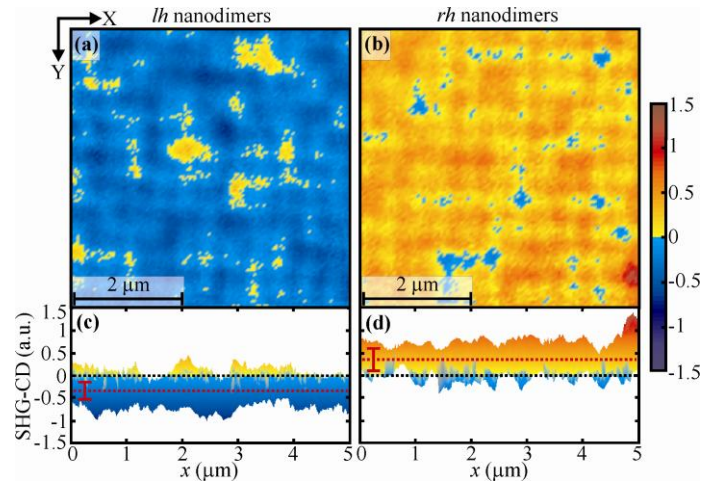 X
Y
lh nanodimers
rh nanodimers
(a)
(b)
2 μm
2 μm
1.5
1
0.5
0
-0.5
-1
-1.5
(c)
(d)
SHG-CD (a.u.)
1.5
1
0.5
0
-0.5
-1
-1.5
0 1 2 3 4 5
0 1 2 3 4 5
x (μm)
x (μm)